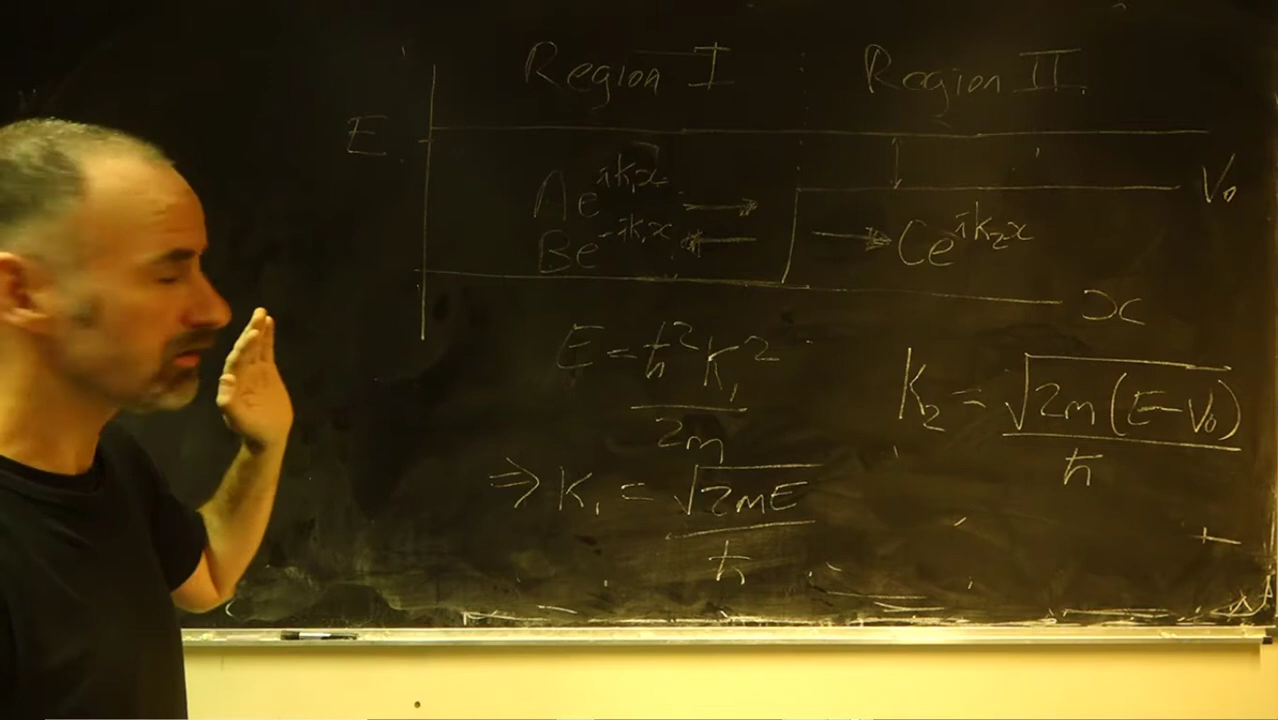 Region I Region II
E
V₀
Ae^{ik₁x}
Be^{-ik₁x} Ce^{ik₂x}
x
E = ħ²k₁²/2m
k₂ = √(2m(E-V₀))/ħ
⇒ k₁ = √(2mE)/ħ